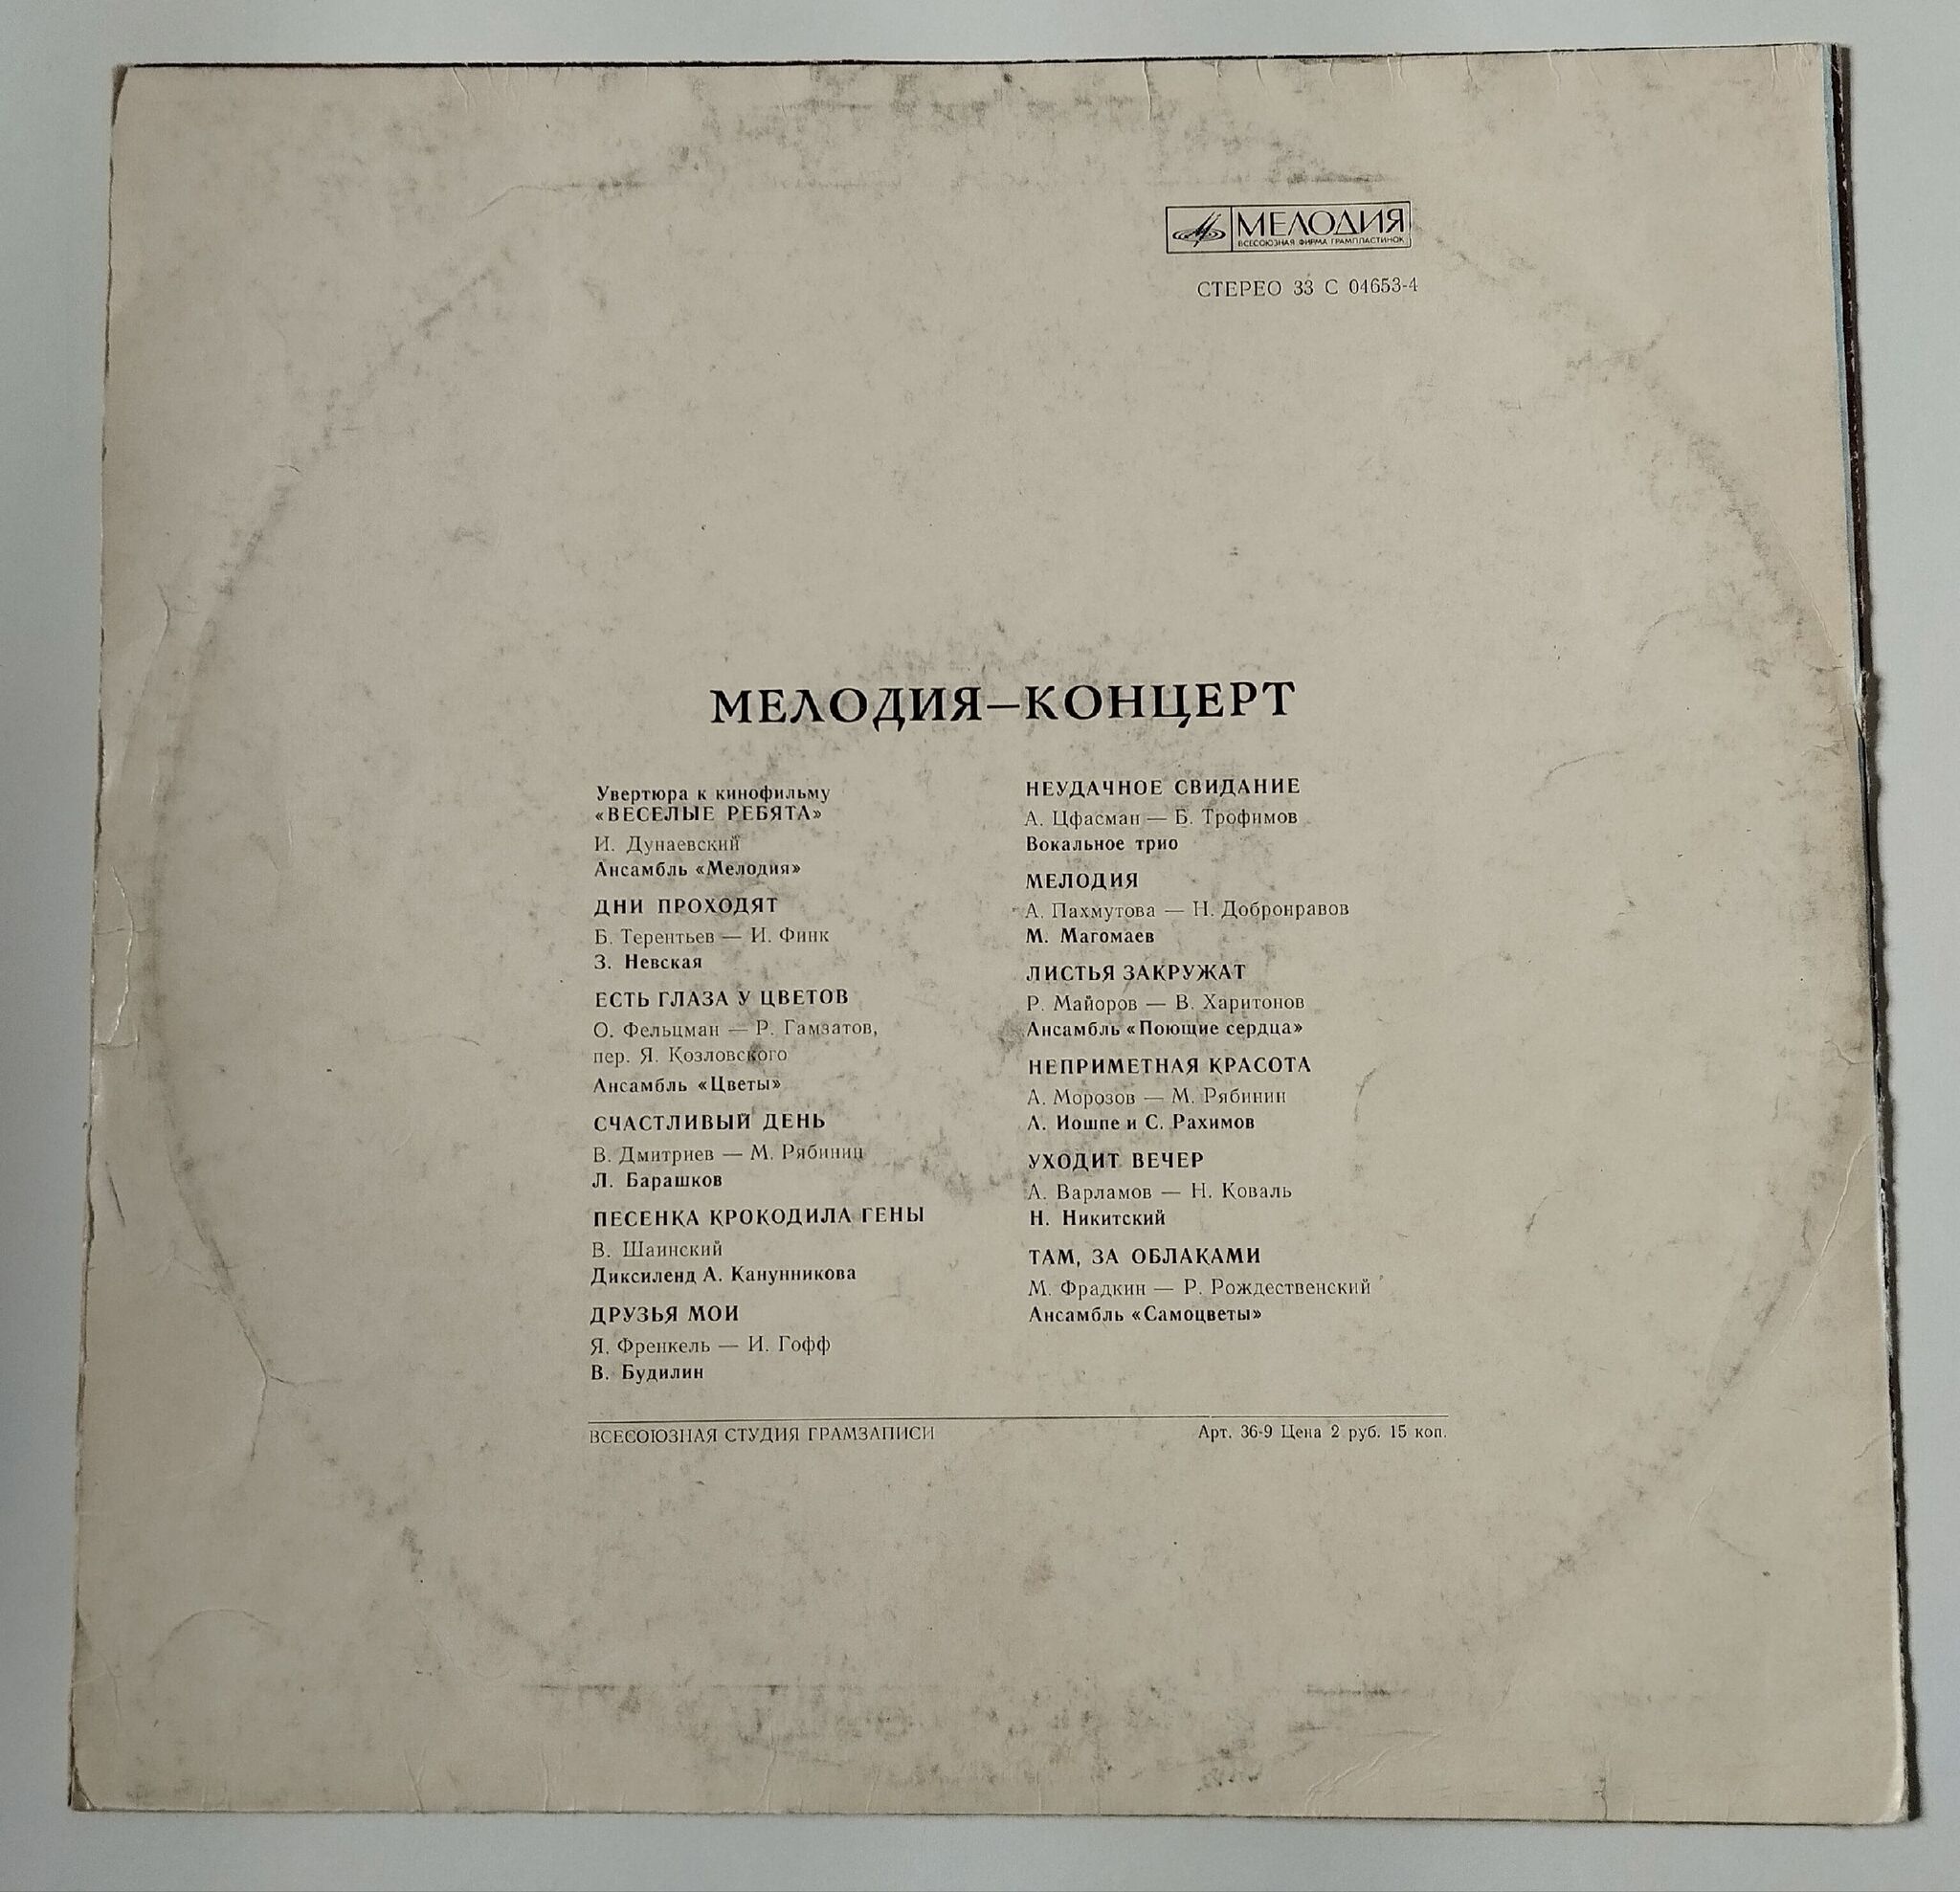 МЕЛОДИЯ
ВСЕСОЮЗНАЯ ФИРМА ГРАМПЛАСТИНОК
СТЕРЕО 33 С 04653-4
МЕЛОДИЯ—КОНЦЕРТ
Увертюра к кинофильму
«ВЕСЕЛЫЕ РЕБЯТА»
И. Дунаевский
Ансамбль «Мелодия»
ДНИ ПРОХОДЯТ
Б. Терентьев — И. Финк
З. Невская
ЕСТЬ ГЛАЗА У ЦВЕТОВ
О. Фельцман — Р. Гамзатов,
пер. Я. Козловского
Ансамбль «Цветы»
СЧАСТЛИВЫЙ ДЕНЬ
В. Дмитриев — М. Рябинин
Л. Барашков
ПЕСЕНКА КРОКОДИЛА ГЕНЫ
В. Шаинский
Диксиленд А. Канунникова
ДРУЗЬЯ МОИ
Я. Френкель — И. Гофф
В. Будилин
НЕУДАЧНОЕ СВИДАНИЕ
А. Цфасман — Б. Трофимов
Вокальное трио
МЕЛОДИЯ
А. Пахмутова — Н. Добронравов
М. Магомаев
ЛИСТЬЯ ЗАКРУЖАТ
Р. Майоров — В. Харитонов
Ансамбль «Поющие сердца»
НЕПРИМЕТНАЯ КРАСОТА
А. Морозов — М. Рябинин
А. Иошпе и С. Рахимов
УХОДИТ ВЕЧЕР
А. Варламов — Н. Коваль
Н. Никитский
ТАМ, ЗА ОБЛАКАМИ
М. Фрадкин — Р. Рождественский
Ансамбль «Самоцветы»
ВСЕСОЮЗНАЯ СТУДИЯ ГРАМЗАПИСИ
Арт. 36-9 Цена 2 руб. 15 коп.